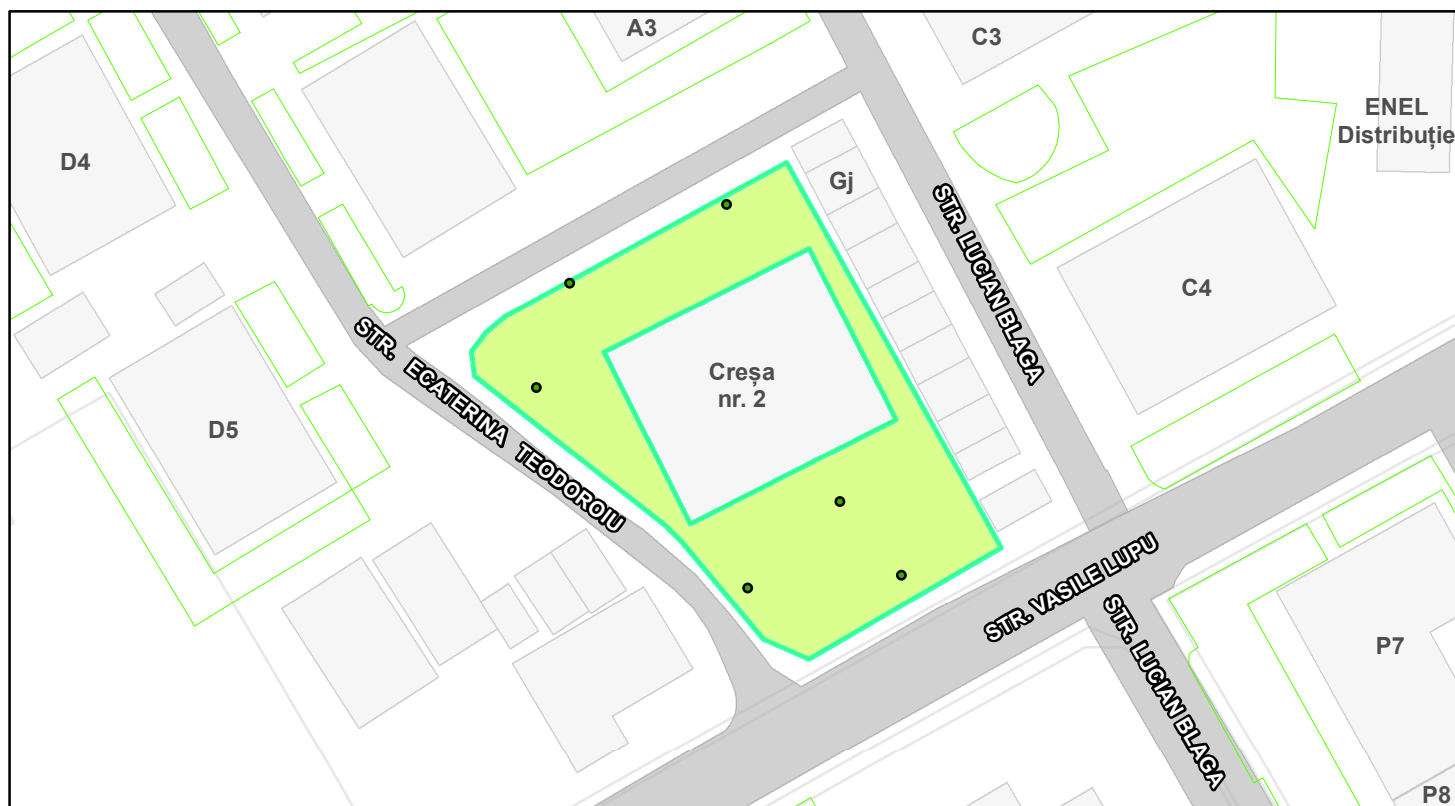 A3
C3
ENEL
Distribuție
D4
Gj
STR. LUCIAN BLAGA
C4
STR. ECATERINA TEODOROIU
Creșa
nr. 2
D5
STR. VASILE LUPU
STR. LUCIAN BLAGA
P7
P8